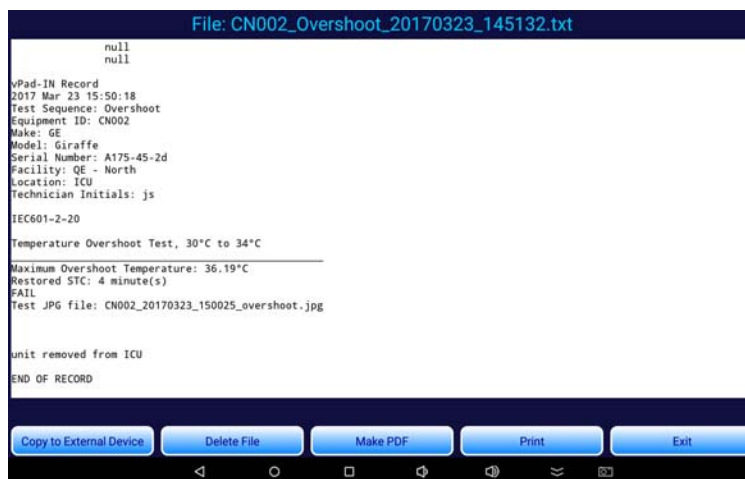 File: CN002_Overshoot_20170323_145132.txt
null
null
vPad-IN Record
2017 Mar 23 15:50:18
Test Sequence: Overshoot
Equipment ID: CN002
Make: GE
Model: Giraffe
Serial Number: A175-45-2d
Facility: QE - North
Location: ICU
Technician Initials: js
IEC601-2-20
Temperature Overshoot Test, 30°C to 34°C
Maximum Overshoot Temperature: 36.19°C
Restored STC: 4 minute(s)
FAIL
Test JPG file: CN002_20170323_150025_overshoot.jpg
unit removed from ICU
END OF RECORD
Copy to External Device Delete File Make PDF Print Exit